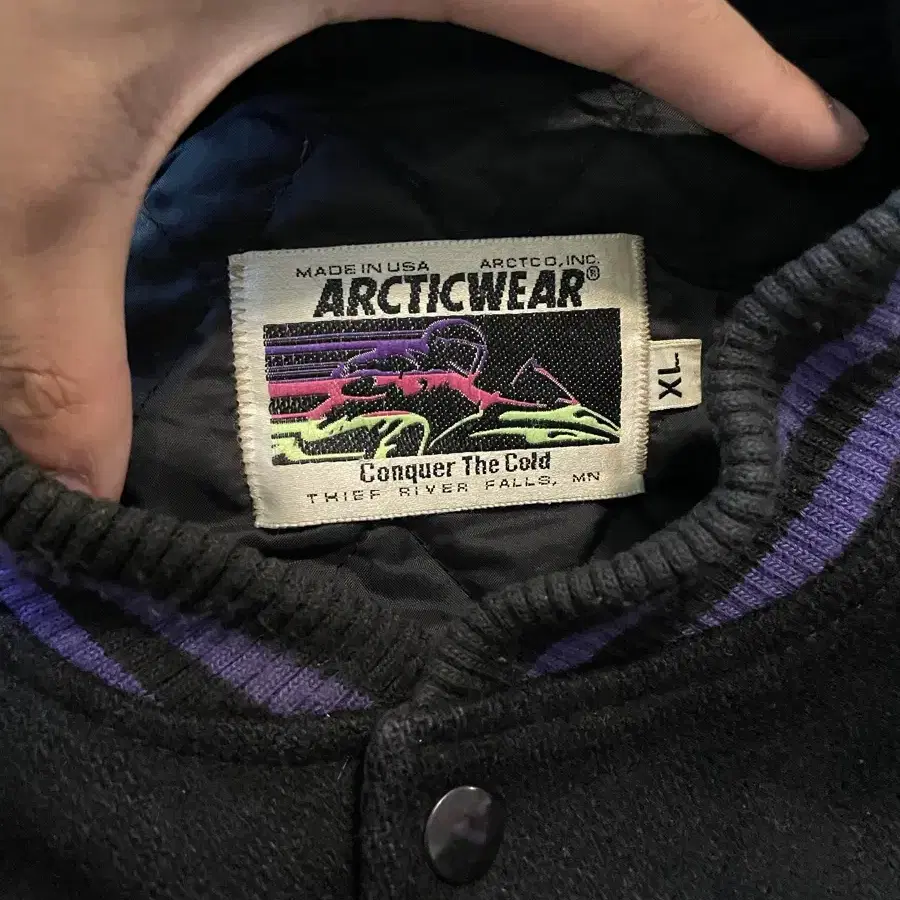 MADE IN USA ARCTCO, INC.
ARCTICWEAR®
Conquer The Cold
THIEF RIVER FALLS, MN
XL